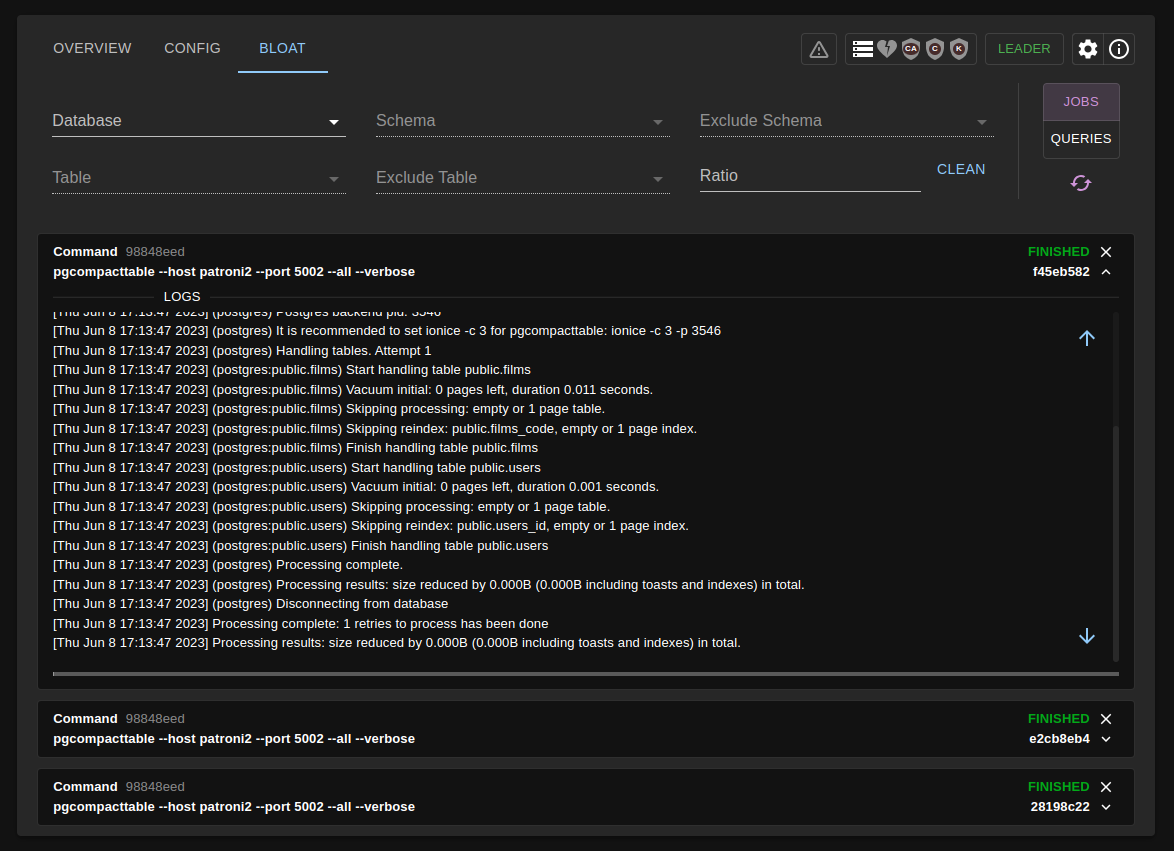 OVERVIEW CONFIG BLOAT CA C K LEADER
Database Schema Exclude Schema JOBS
QUERIES
Table Exclude Table Ratio CLEAN
Command 98848eed FINISHED
pgcompacttable --host patroni2 --port 5002 --all --verbose f45eb582
LOGS
[Thu Jun 8 17:13:47 2023] (postgres) Postgres backend pid: 3546
[Thu Jun 8 17:13:47 2023] (postgres) It is recommended to set ionice -c 3 for pgcompacttable: ionice -c 3 -p 3546
[Thu Jun 8 17:13:47 2023] (postgres) Handling tables. Attempt 1
[Thu Jun 8 17:13:47 2023] (postgres:public.films) Start handling table public.films
[Thu Jun 8 17:13:47 2023] (postgres:public.films) Vacuum initial: 0 pages left, duration 0.011 seconds.
[Thu Jun 8 17:13:47 2023] (postgres:public.films) Skipping processing: empty or 1 page table.
[Thu Jun 8 17:13:47 2023] (postgres:public.films) Skipping reindex: public.films_code, empty or 1 page index.
[Thu Jun 8 17:13:47 2023] (postgres:public.films) Finish handling table public.films
[Thu Jun 8 17:13:47 2023] (postgres:public.users) Start handling table public.users
[Thu Jun 8 17:13:47 2023] (postgres:public.users) Vacuum initial: 0 pages left, duration 0.001 seconds.
[Thu Jun 8 17:13:47 2023] (postgres:public.users) Skipping processing: empty or 1 page table.
[Thu Jun 8 17:13:47 2023] (postgres:public.users) Skipping reindex: public.users_id, empty or 1 page index.
[Thu Jun 8 17:13:47 2023] (postgres:public.users) Finish handling table public.users
[Thu Jun 8 17:13:47 2023] (postgres) Processing complete.
[Thu Jun 8 17:13:47 2023] (postgres) Processing results: size reduced by 0.000B (0.000B including toasts and indexes) in total.
[Thu Jun 8 17:13:47 2023] (postgres) Disconnecting from database
[Thu Jun 8 17:13:47 2023] Processing complete: 1 retries to process has been done
[Thu Jun 8 17:13:47 2023] Processing results: size reduced by 0.000B (0.000B including toasts and indexes) in total.
Command 98848eed FINISHED
pgcompacttable --host patroni2 --port 5002 --all --verbose e2cb8eb4
Command 98848eed FINISHED
pgcompacttable --host patroni2 --port 5002 --all --verbose 28198c22